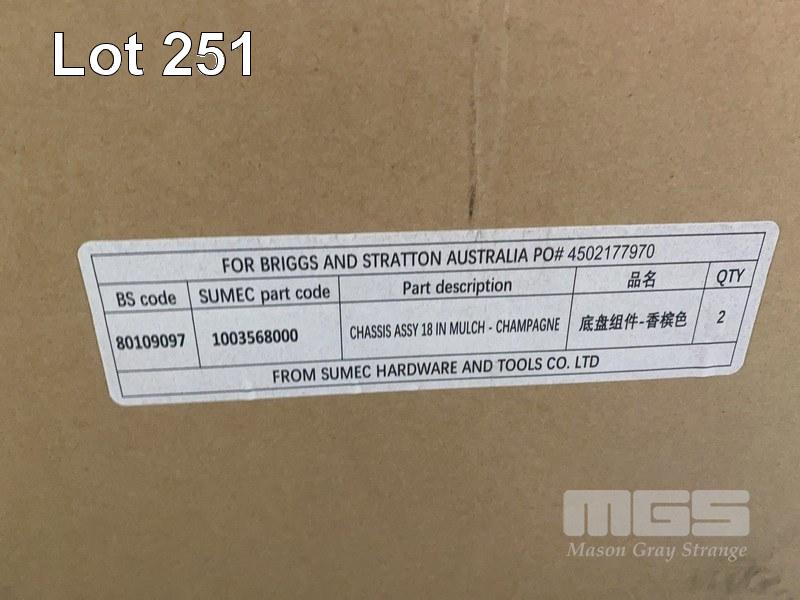 Lot 251
FOR BRIGGS AND STRATTON AUSTRALIA PO# 4502177970
BS code SUMEC part code Part description 品名 QTY
80109097 1003568000 CHASSIS ASSY 18 IN MULCH - CHAMPAGNE 底盘组件-香槟色 2
FROM SUMEC HARDWARE AND TOOLS CO. LTD
MGS
Mason Gray Strange